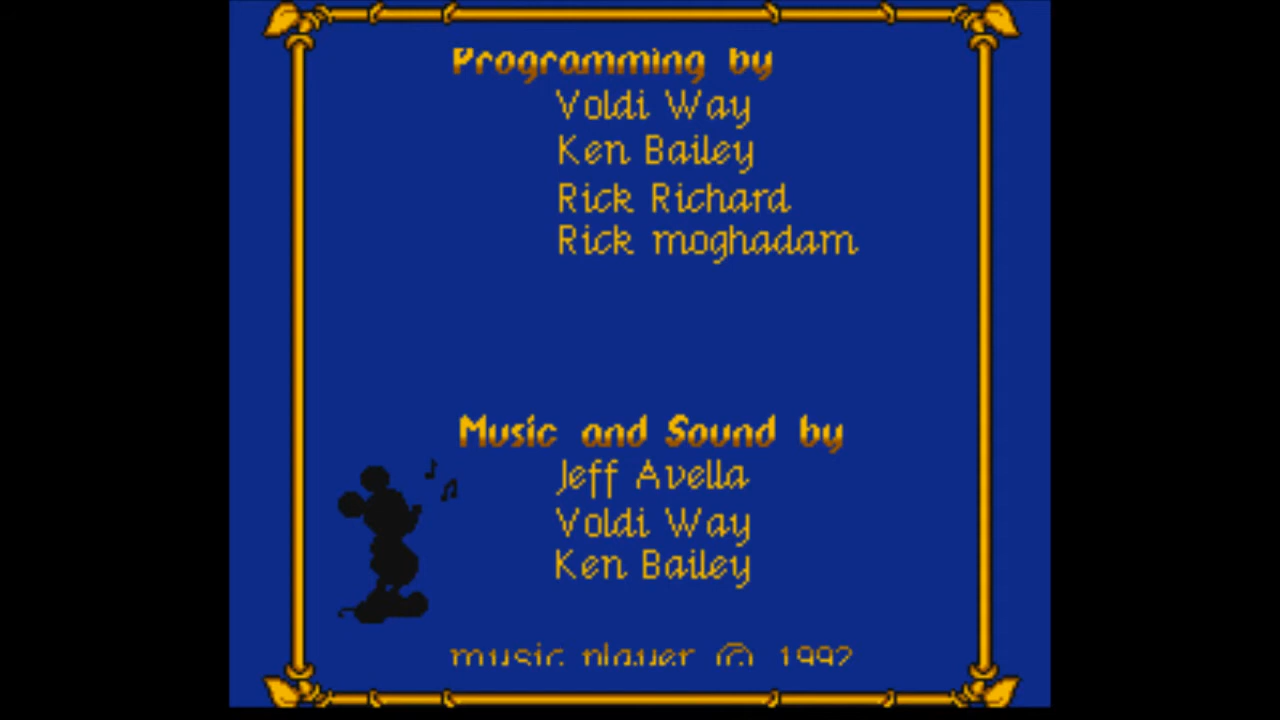 Programming by
Voldi Way
Ken Bailey
Rick Richard
Rick moghadam
Music and Sound by
Jeff Avella
Voldi Way
Ken Bailey
music player © 1992